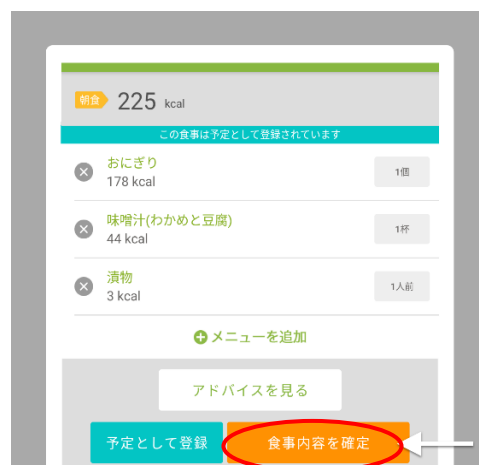 朝食 225 kcal
この食事は予定として登録されています
おにぎり
178 kcal
1個
味噌汁(わかめと豆腐)
44 kcal
1杯
漬物
3 kcal
1人前
メニューを追加
アドバイスを見る
予定として登録
食事内容を確定